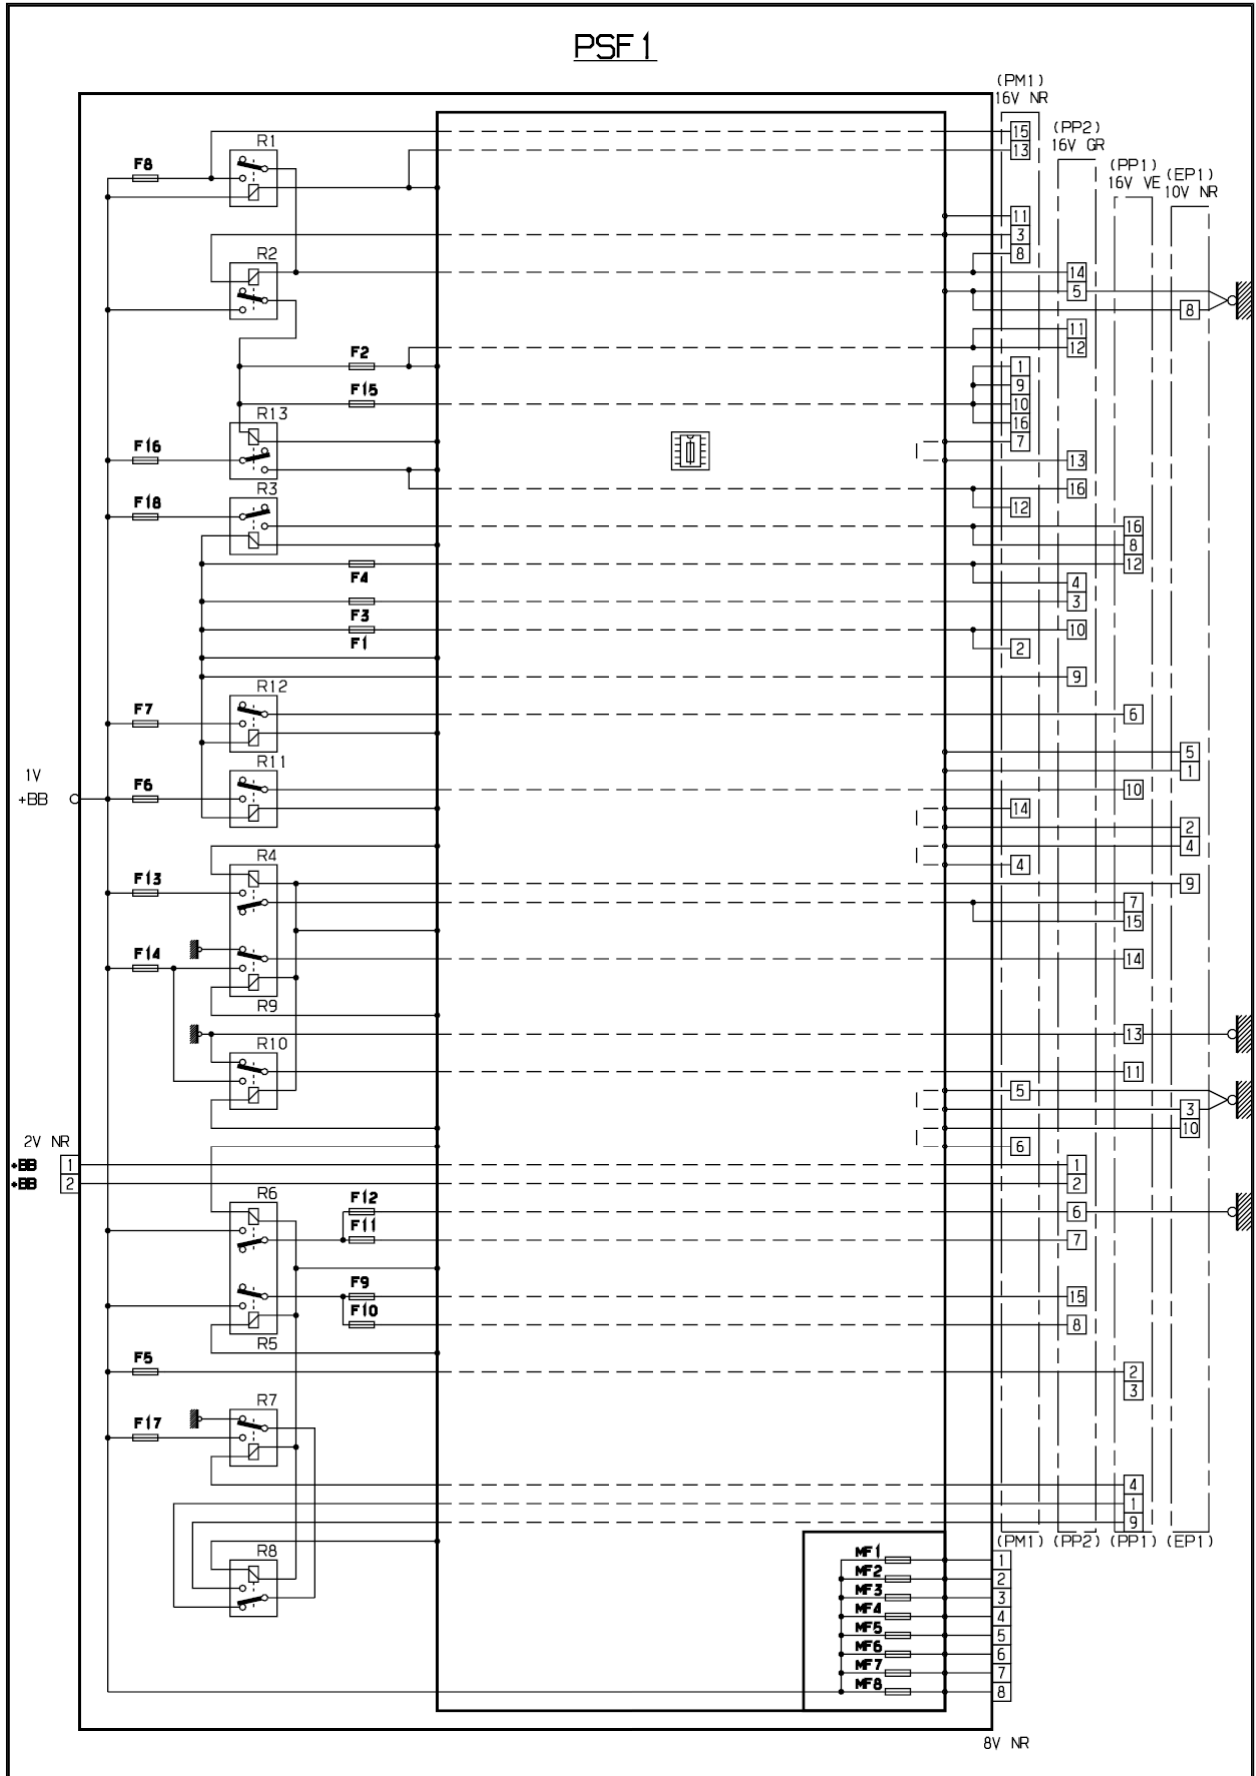 PSF1
(PM1)
16V NR
(PP2)
16V GR
(PP1)
16V VE
(EP1)
10V NR
R1
F8
15
13
11
3
8
R2
14
5
8
11
F2
12
1
F15
9
10
R13
16
F16
7
13
R3
16
F18
12
16
8
12
F4
4
3
F3
10
F1
2
9
R12
F7
6
5
R11
1
1V
+BB
F6
10
14
2
R4
4
4
F13
9
7
15
F14
14
R9
13
R10
11
5
3
10
2V NR
6
+BB
1
1
+BB
2
2
R6
F12
6
F11
7
F9
15
F10
8
R5
F5
2
3
R7
F17
4
1
9
(PM1) (PP2) (PP1) (EP1)
R8
MF1
1
MF2
2
MF3
3
MF4
4
MF5
5
MF6
6
MF7
7
MF8
8
8V NR